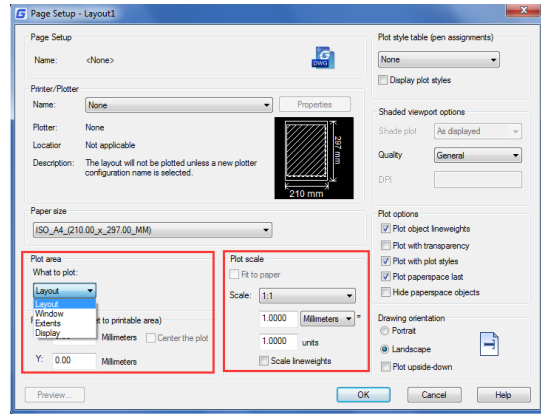 Page Setup - Layout1
Page Setup
Name: <None>
DWG
Printer/Plotter
Name: None Properties
Plotter: None
Locatior Not applicable
Description: The layout will not be plotted unless a new plotter
configuration name is selected.
297 mm
210 mm
Paper size
ISO_A4_(210.00_x_297.00_MM)
Plot area
What to plot:
Layout
Layout
Window
Extents
Display
et to printable area)
Millimeters Center the plot
Y: 0.00 Millimeters
Plot scale
Fit to paper
Scale: 1:1
1.0000 Millimeters =
1.0000 units
Scale lineweights
Plot style table (pen assignments)
None
Display plot styles
Shaded viewport options
Shade plot As displayed
Quality General
DPI
Plot options
Plot object lineweights
Plot with transparency
Plot with plot styles
Plot paperspace last
Hide paperspace objects
Drawing orientation
Portrait
Landscape
Plot upside-down
Preview... OK Cancel Help